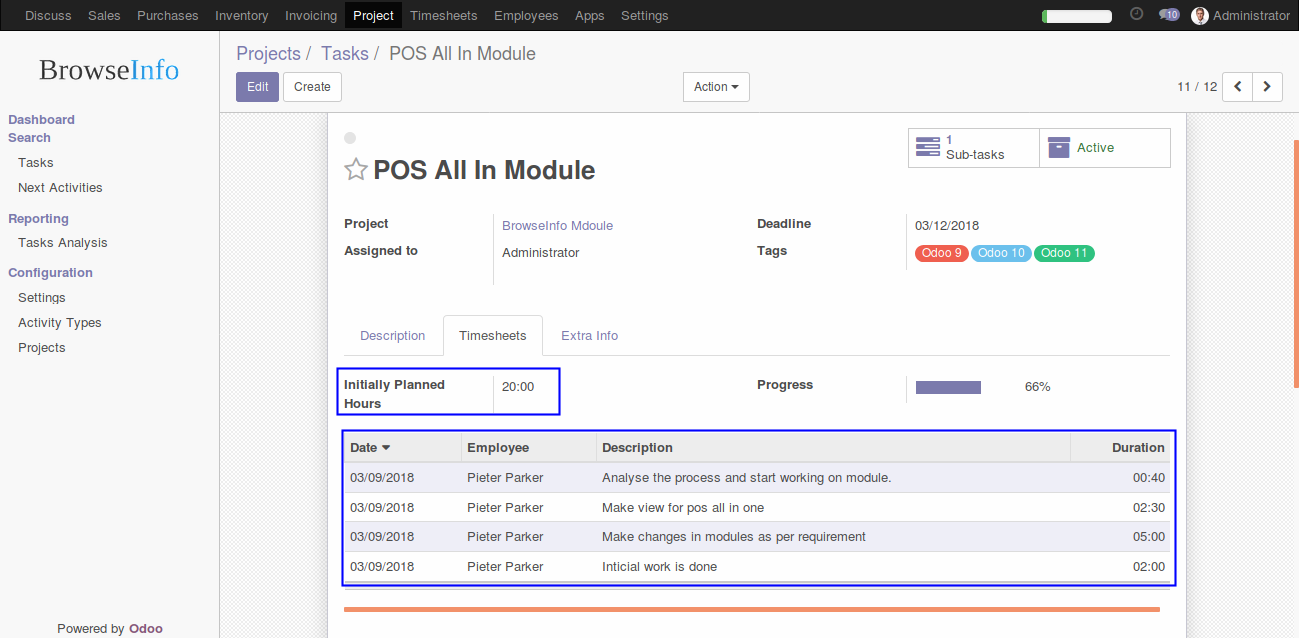 Discuss Sales Purchases Inventory Invoicing Project Timesheets Employees Apps Settings 10 Administrator
BrowseInfo
Dashboard
Search
Tasks
Next Activities
Reporting
Tasks Analysis
Configuration
Settings
Activity Types
Projects
Powered by Odoo
Projects / Tasks / POS All In Module
Edit Create Action 11 / 12
1
Sub-tasks
Active
POS All In Module
Project BrowseInfo Mdoule Deadline 03/12/2018
Assigned to Administrator Tags Odoo 9 Odoo 10 Odoo 11
Description Timesheets Extra Info
Initially Planned
Hours
20:00 Progress 66%
Date Employee Description Duration
03/09/2018 Pieter Parker Analyse the process and start working on module. 00:40
03/09/2018 Pieter Parker Make view for pos all in one 02:30
03/09/2018 Pieter Parker Make changes in modules as per requirement 05:00
03/09/2018 Pieter Parker Inticial work is done 02:00